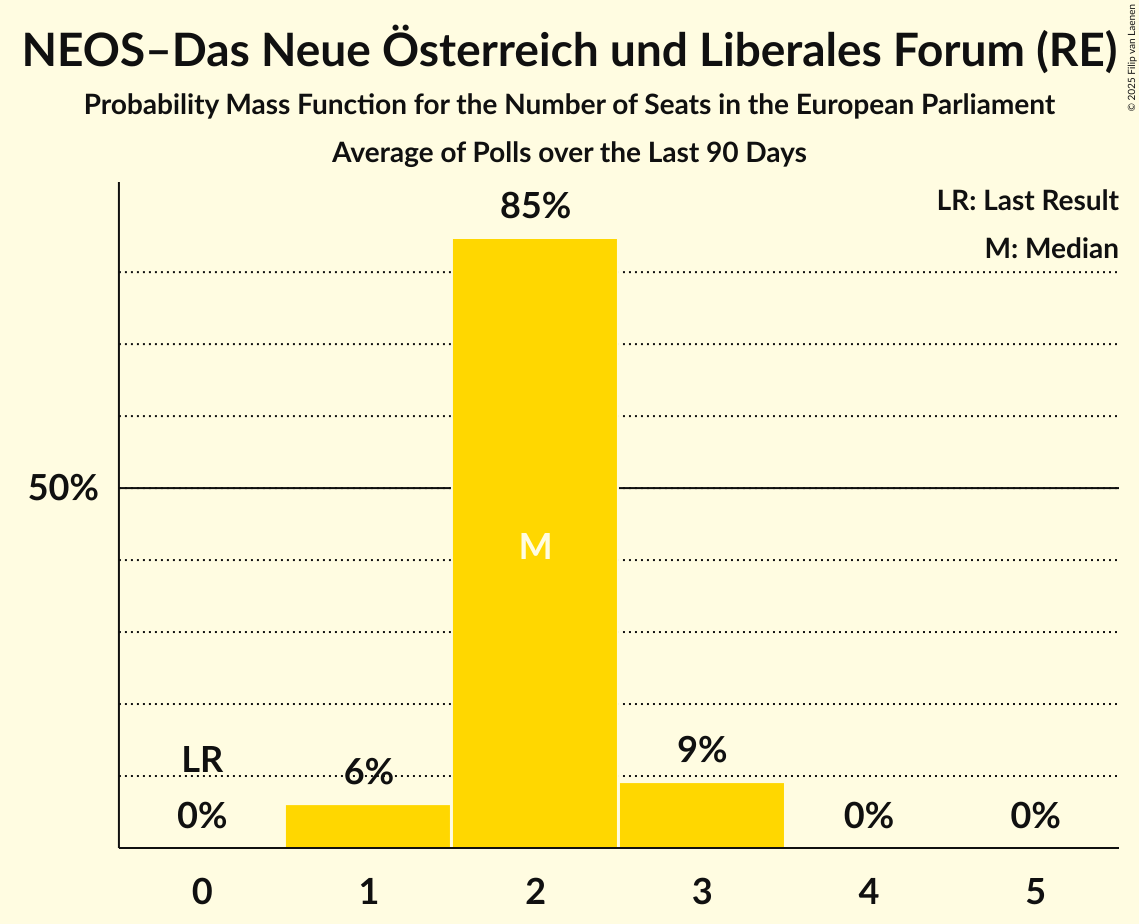 NEOS–Das Neue Österreich und Liberales Forum (RE)
Probability Mass Function for the Number of Seats in the European Parliament
Average of Polls over the Last 90 Days
© 2025 Filip van Laenen
LR: Last Result
M: Median
85%
50%
M
LR
0%
6%
9%
0%
0%
0 1 2 3 4 5